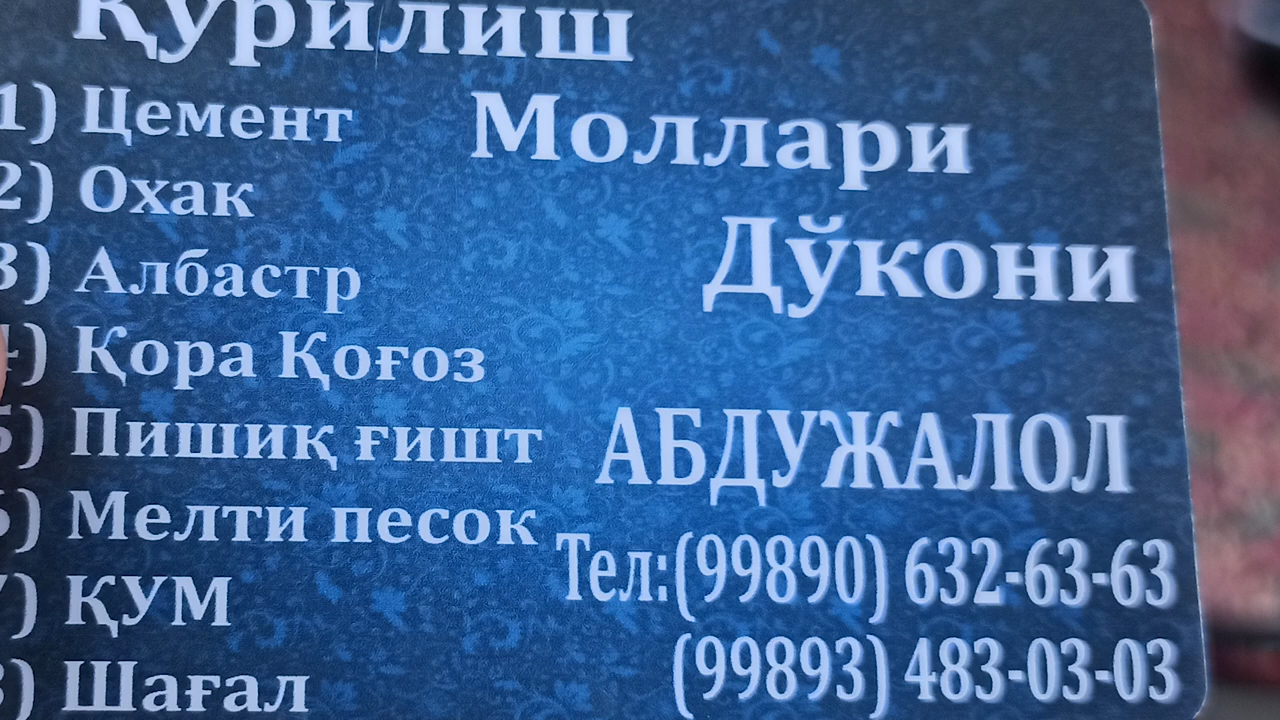 Қурилиш
Моллари
Дўкони
1) Цемент
2) Охак
3) Албастр
4) Қора Қоғоз
5) Пишиқ ғишт
6) Мелти песок
7) ҚУМ
8) Шағал
АБДУЖАЛОЛ
Тел:(99890) 632-63-63
(99893) 483-03-03